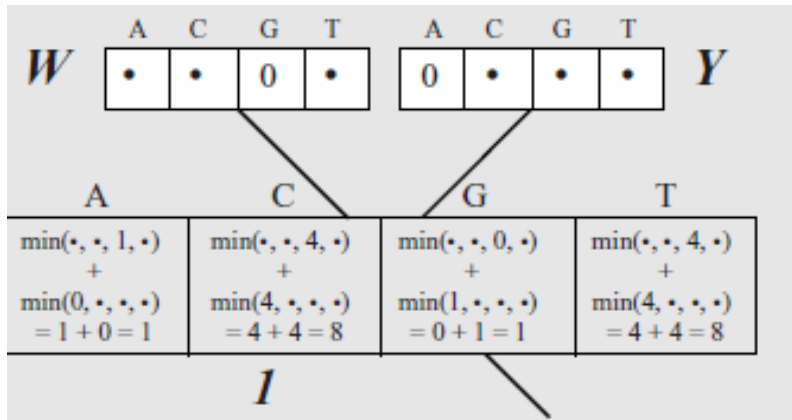 A C G T A C G T
W • • 0 • 0 • • • Y
A C G T
min(•, •, 1, •) min(•, •, 4, •) min(•, •, 0, •) min(•, •, 4, •)
+ + + +
min(0, •, •, •) min(4, •, •, •) min(1, •, •, •) min(4, •, •, •)
= 1 + 0 = 1 = 4 + 4 = 8 = 0 + 1 = 1 = 4 + 4 = 8
1